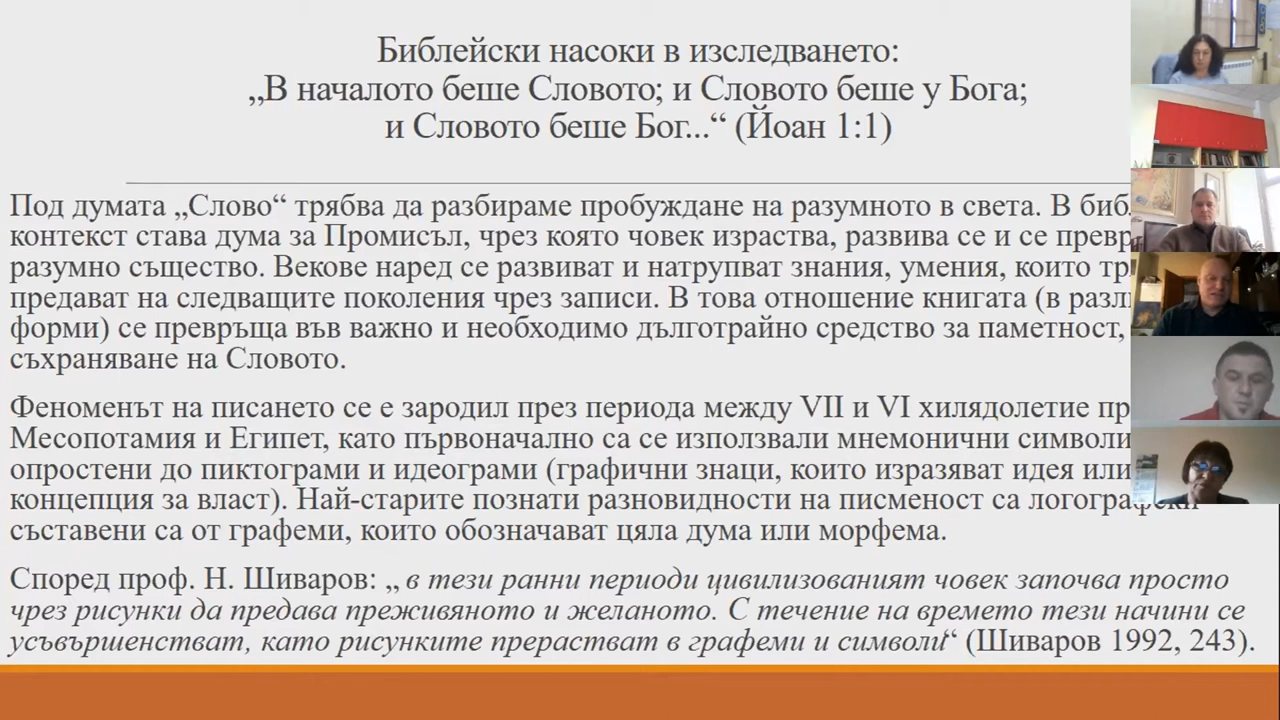 Библейски насоки в изследването:
„В началото беше Словото; и Словото беше у Бога;
и Словото беше Бог...“ (Йоан 1:1)
Под думата „Слово“ трябва да разбираме пробуждане на разумното в света. В
контекст става дума за Промисъл, чрез която човек израства, развива се и се
разумно същество. Векове наред се развиват и натрупват знания, умения, които
предават на следващите поколения чрез записи. В това отношение книгата (в
форми) се превръща във важно и необходимо дълготрайно средство за паметност,
съхраняване на Словото.
Феноменът на писането се е зародил през периода между VII и VI хилядолетие
Месопотамия и Египет, като първоначално са се използвали мнемонични символи
опростени до пиктограми и идеограми (графични знаци, които изразяват идея или
концепция за власт). Най-старите познати разновидности на писменост са логографски
съставени са от графеми, които обозначават цяла дума или морфема.
Според проф. Н. Шиваров: „ в тези ранни периоди цивилизованият човек започва просто
чрез рисунки да предава преживяното и желаното. С течение на времето тези начини се
усъвършенстват, като рисунките прерастват в графеми и символи“ (Шиваров 1992, 243).